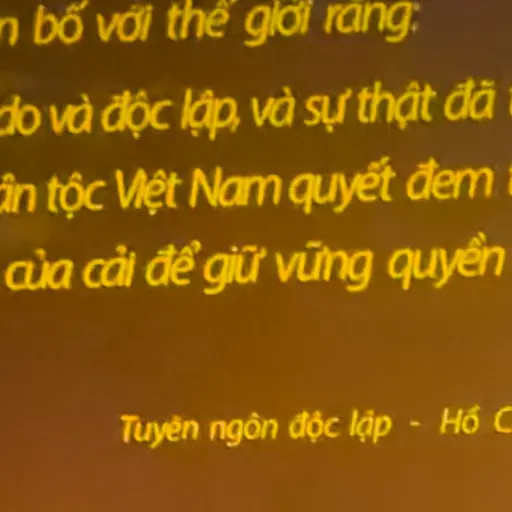 n bố với thế giới rằng:
do và độc lập, và sự thật đã
ân tộc Việt Nam quyết đem
của cải để giữ vững quyền
Tuyên ngôn độc lập - Hồ C